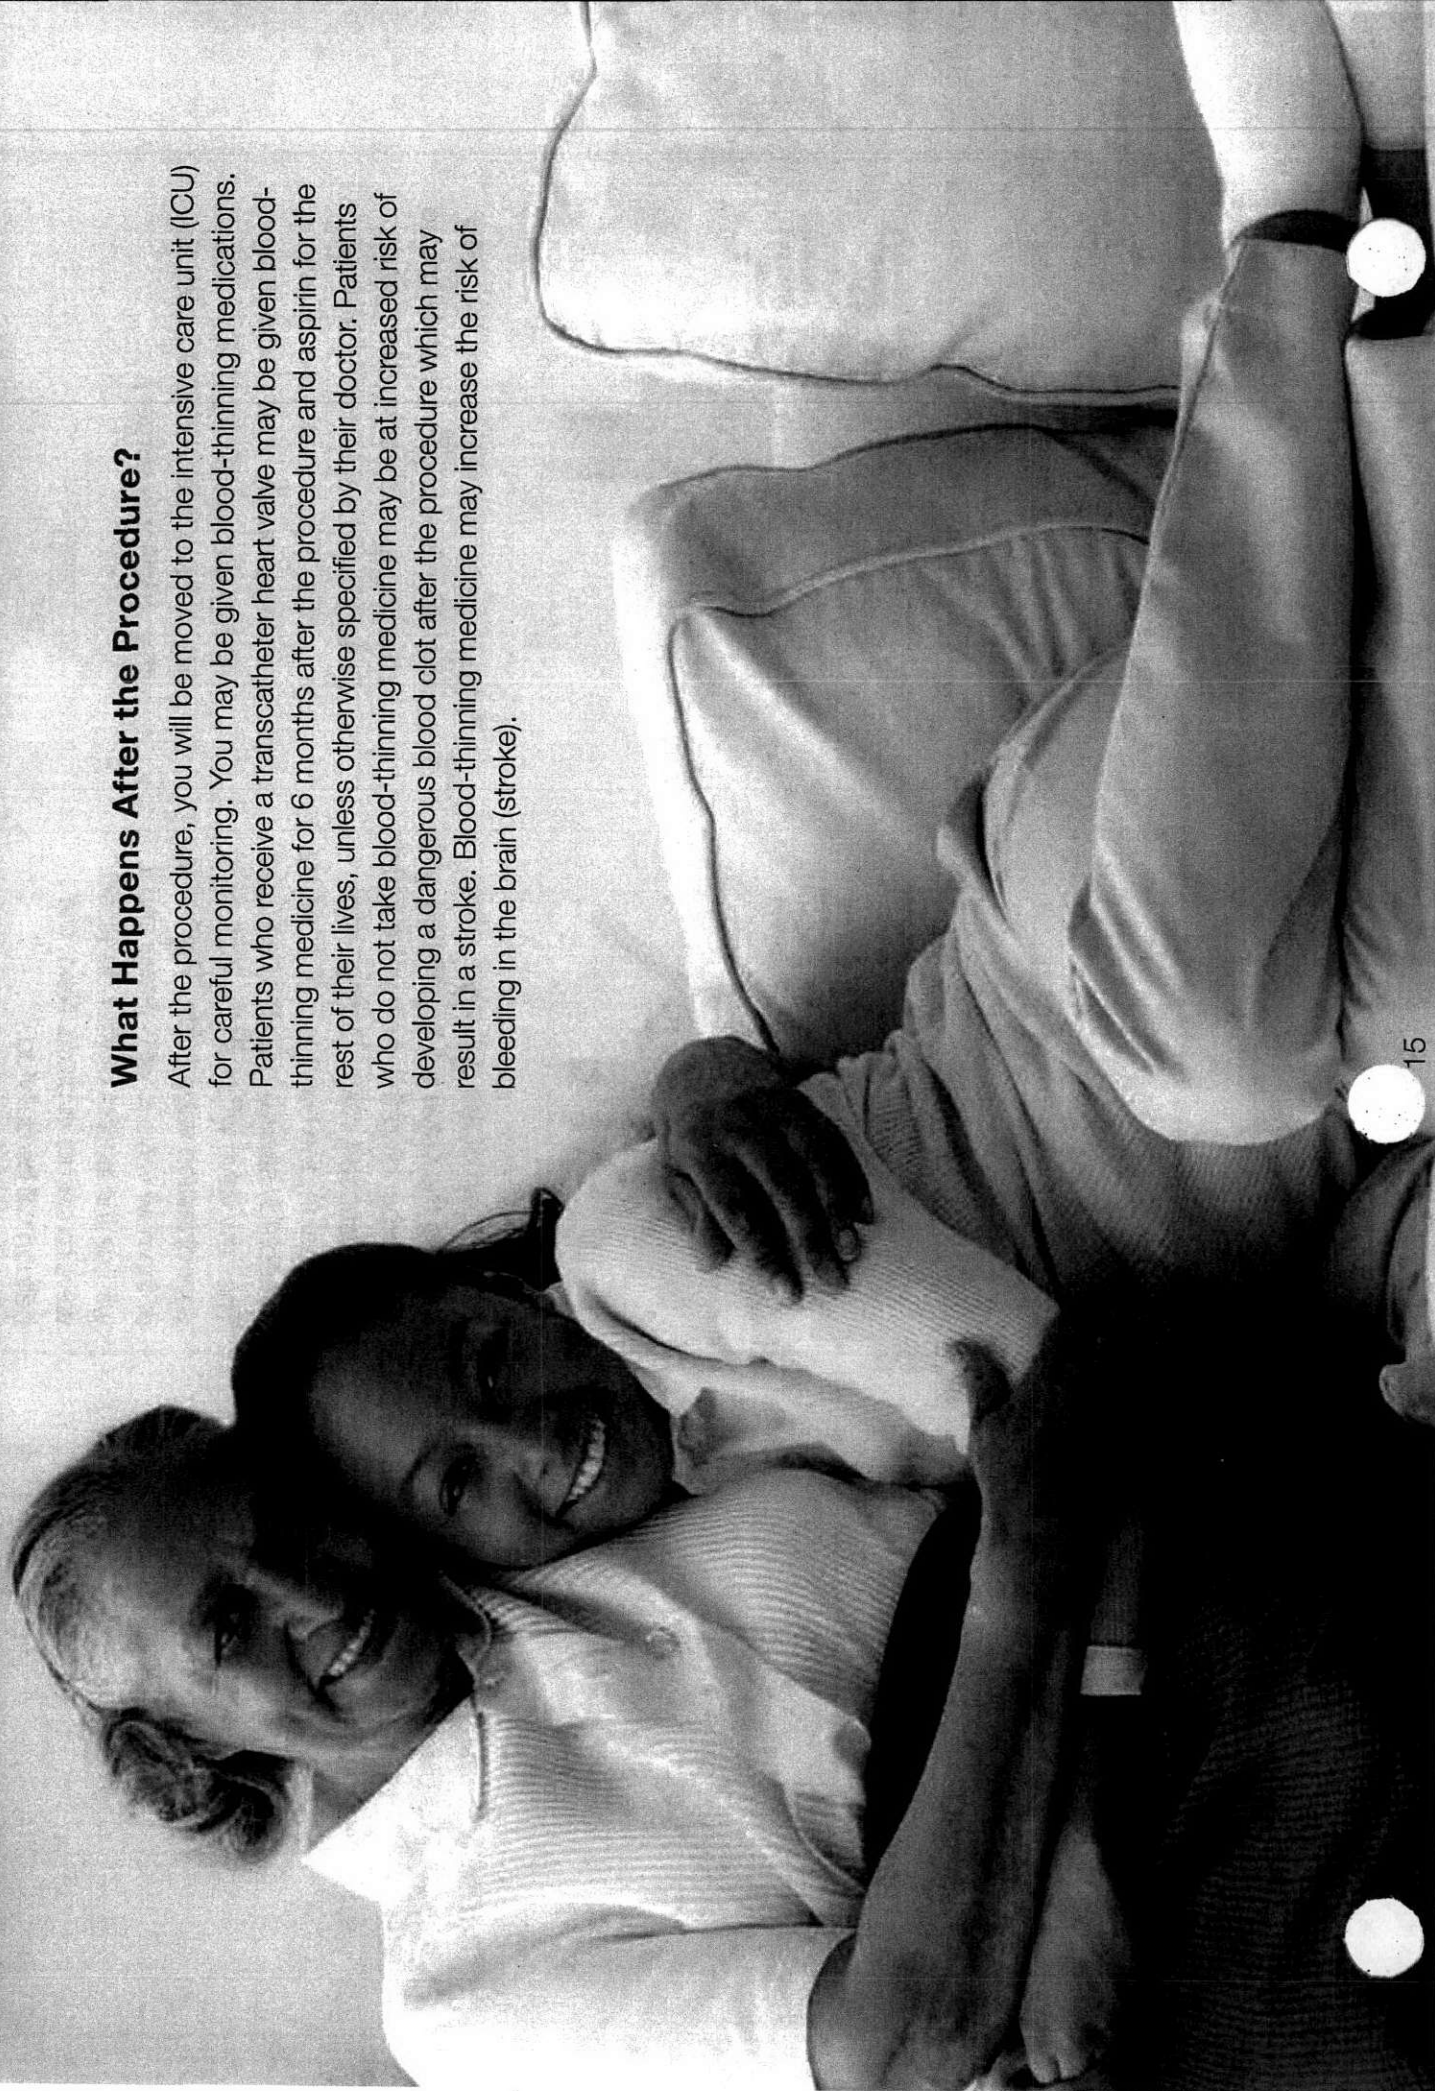 What Happens After the Procedure?
After the procedure, you will be moved to the intensive care unit (ICU)
for careful monitoring. You may be given blood-thinning medications.
Patients who receive a transcatheter heart valve may be given blood-
thinning medicine for 6 months after the procedure and aspirin for the
rest of their lives, unless otherwise specified by their doctor. Patients
who do not take blood-thinning medicine may be at increased risk of
developing a dangerous blood clot after the procedure which may
result in a stroke. Blood-thinning medicine may increase the risk of
bleeding in the brain (stroke).
15